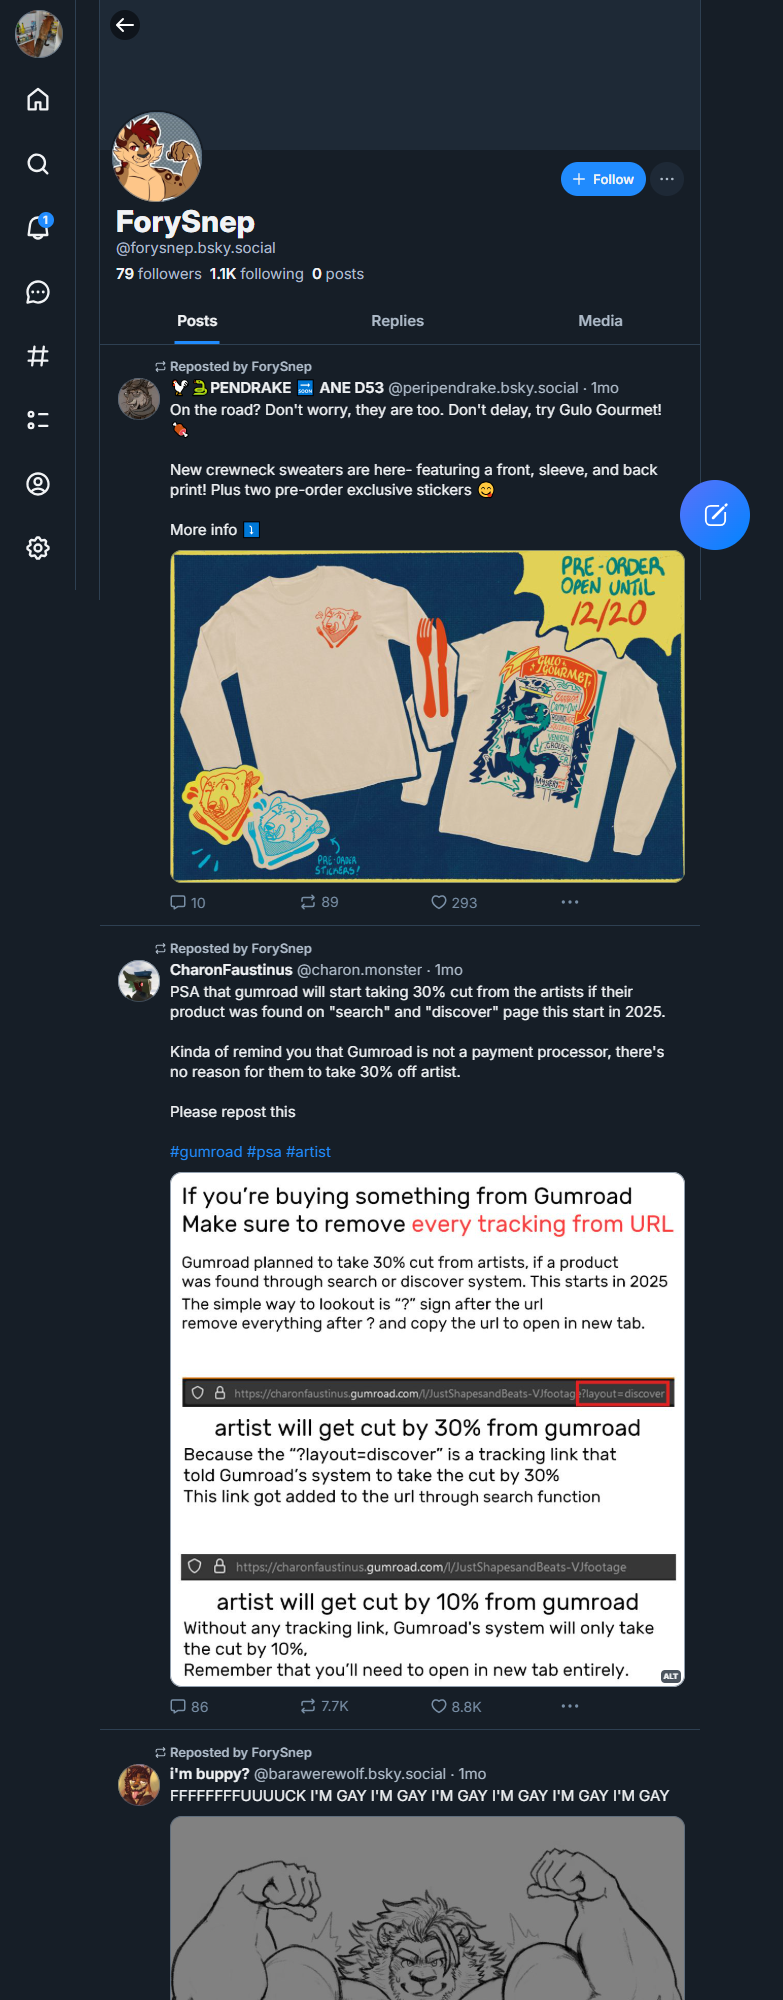 Follow
ForySnep
@forysnep.bsky.social
79 followers 1.1K following 0 posts
1
Posts Replies Media
Reposted by ForySnep
🐓🐍PENDRAKE 🔜 ANE D53 @peripendrake.bsky.social · 1mo
On the road? Don't worry, they are too. Don't delay, try Gulo Gourmet!
🍖
New crewneck sweaters are here- featuring a front, sleeve, and back
print! Plus two pre-order exclusive stickers 😋
More info ⤵️
PRE-ORDER
OPEN UNTIL
12/20
GULO
GOURMET
Carry Out
VENISON
GROUSE
MYSTERY
PRE-ORDER
STICKERS!
10 89 293
Reposted by ForySnep
CharonFaustinus @charon.monster · 1mo
PSA that gumroad will start taking 30% cut from the artists if their
product was found on "search" and "discover" page this start in 2025.
Kinda of remind you that Gumroad is not a payment processor, there's
no reason for them to take 30% off artist.
Please repost this
#gumroad #psa #artist
If you're buying something from Gumroad
Make sure to remove every tracking from URL
Gumroad planned to take 30% cut from artists, if a product
was found through search or discover system. This starts in 2025
The simple way to lookout is "?" sign after the url
remove everything after ? and copy the url to open in new tab.
https://charonfaustinus.gumroad.com/l/JustShapesandBeats-VJfootage?layout=discover
artist will get cut by 30% from gumroad
Because the "?layout=discover" is a tracking link that
told Gumroad's system to take the cut by 30%
This link got added to the url through search function
https://charonfaustinus.gumroad.com/l/JustShapesandBeats-VJfootage
artist will get cut by 10% from gumroad
Without any tracking link, Gumroad's system will only take
the cut by 10%,
Remember that you'll need to open in new tab entirely.
ALT
86 7.7K 8.8K
Reposted by ForySnep
i'm buppy? @barawerewolf.bsky.social · 1mo
FFFFFFFFUUUUCK I'M GAY I'M GAY I'M GAY I'M GAY I'M GAY I'M GAY